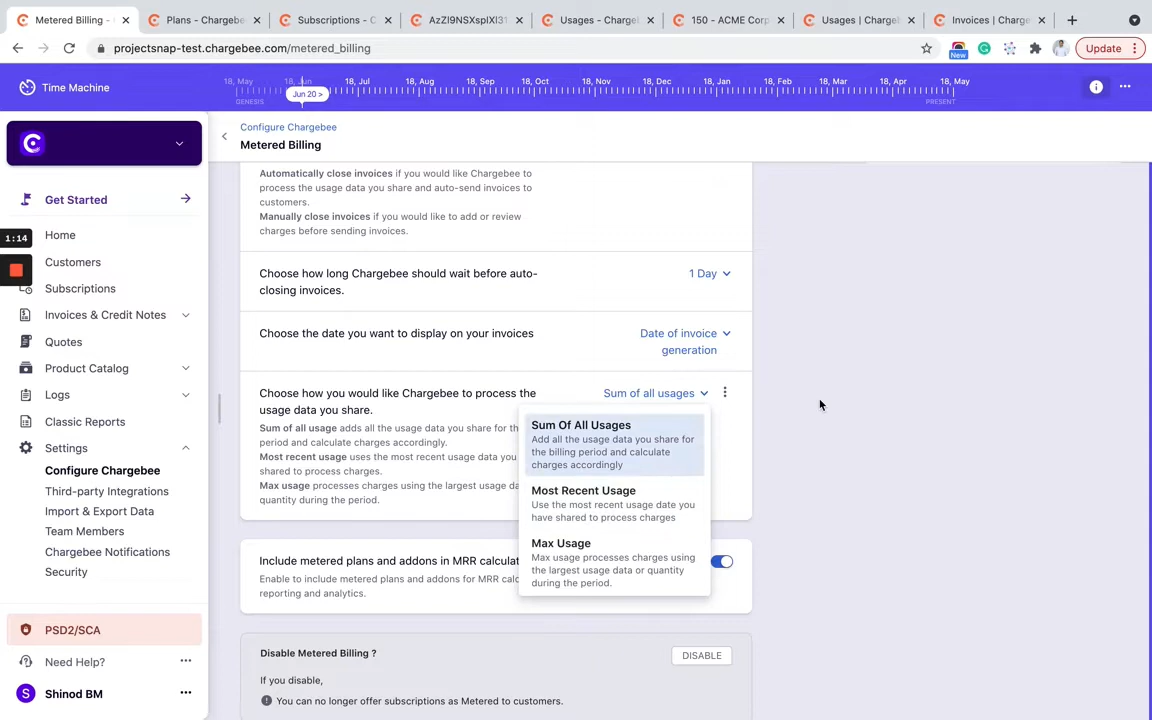 Metered Billing -
Plans - Chargebe
Subscriptions - C
AzZI9NSXsplXl31
Usages - Chargel
150 - ACME Corp
Usages | Chargel
Invoices | Charge
projectsnap-test.chargebee.com/metered_billing
New
Update
Time Machine
18, May
18, Jun
18, Jul
18, Aug
18, Sep
18, Oct
18, Nov
18, Dec
18, Jan
18, Feb
18, Mar
18, Apr
18, May
GENESIS
Jun 20 >
PRESENT
Configure Chargebee
Metered Billing
Get Started
1:14
Home
Customers
Subscriptions
Invoices & Credit Notes
Quotes
Product Catalog
Logs
Classic Reports
Settings
Configure Chargebee
Third-party Integrations
Import & Export Data
Team Members
Chargebee Notifications
Security
PSD2/SCA
Need Help?
S
Shinod BM
Automatically close invoices if you would like Chargebee to
process the usage data you share and auto-send invoices to
customers.
Manually close invoices if you would like to add or review
charges before sending invoices.
Choose how long Chargebee should wait before auto-
closing invoices.
1 Day
Choose the date you want to display on your invoices
Date of invoice
generation
Choose how you would like Chargebee to process the
usage data you share.
Sum of all usages
Sum of all usage adds all the usage data you share for the
period and calculate charges accordingly.
Most recent usage uses the most recent usage data you
shared to process charges.
Max usage processes charges using the largest usage da
quantity during the period.
Sum Of All Usages
Add all the usage data you share for
the billing period and calculate
charges accordingly
Most Recent Usage
Use the most recent usage date you
have shared to process charges
Max Usage
Max usage processes charges using
the largest usage data or quantity
during the period.
Include metered plans and addons in MRR calculat
Enable to include metered plans and addons for MRR calc
reporting and analytics.
Disable Metered Billing ?
DISABLE
If you disable,
You can no longer offer subscriptions as Metered to customers.